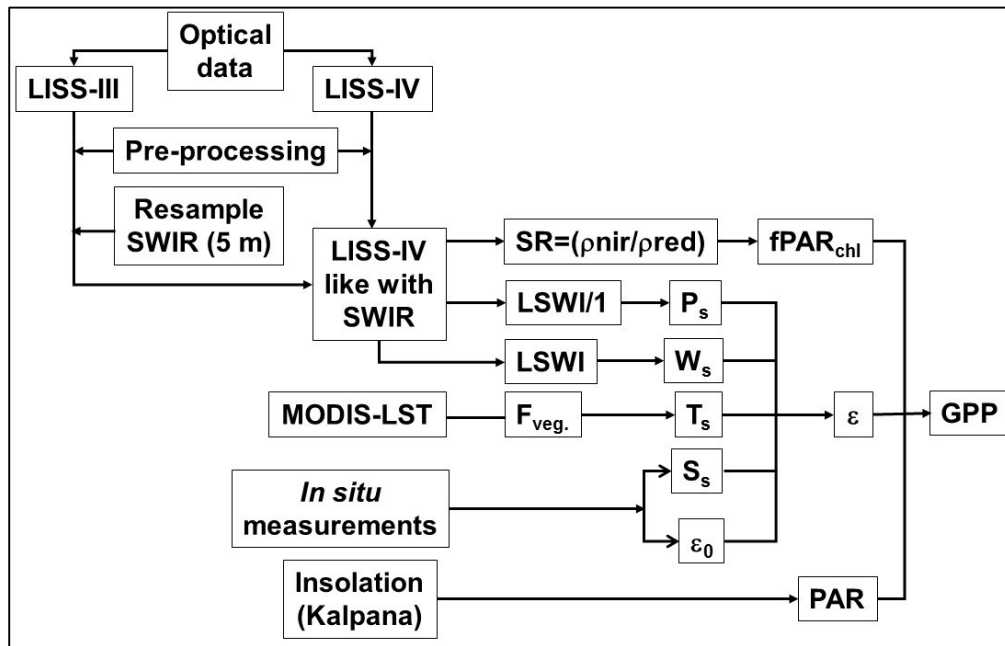 Optical
data
LISS-III
LISS-IV
Pre-processing
Resample
SWIR (5 m)
LISS-IV
like with
SWIR
SR=(ρnir/ρred)
fPARchl
LSWI/1
Ps
LSWI
Ws
MODIS-LST
Fveg.
Ts
ε
GPP
In situ
measurements
Ss
ε0
Insolation
(Kalpana)
PAR